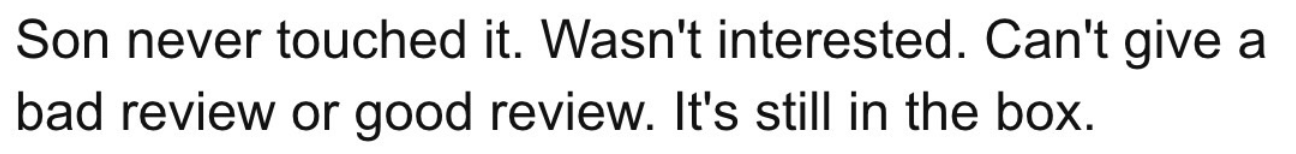 Son never touched it. Wasn't interested. Can't give a
bad review or good review. It's still in the box.